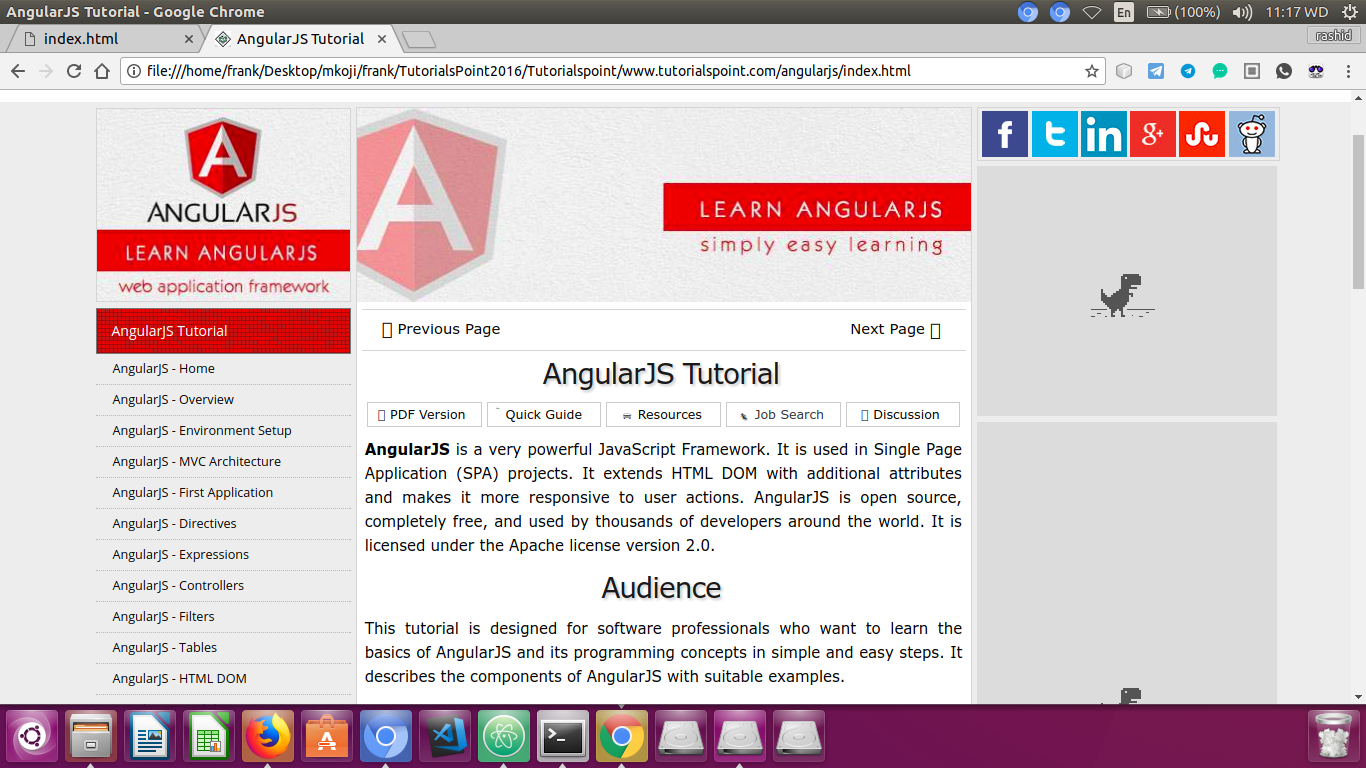 AngularJS Tutorial - Google Chrome
En
(100%)
11:17 WD
index.html
AngularJS Tutorial
rashid
file:///home/frank/Desktop/mkoji/frank/TutorialsPoint2016/Tutorialspoint/www.tutorialspoint.com/angularjs/index.html
ANGULARJS
LEARN ANGULARJS
web application framework
AngularJS Tutorial
AngularJS - Home
AngularJS - Overview
AngularJS - Environment Setup
AngularJS - MVC Architecture
AngularJS - First Application
AngularJS - Directives
AngularJS - Expressions
AngularJS - Controllers
AngularJS - Filters
AngularJS - Tables
AngularJS - HTML DOM
LEARN ANGULARJS
simply easy learning
Previous Page
Next Page
AngularJS Tutorial
PDF Version
Quick Guide
Resources
Job Search
Discussion
AngularJS is a very powerful JavaScript Framework. It is used in Single Page
Application (SPA) projects. It extends HTML DOM with additional attributes
and makes it more responsive to user actions. AngularJS is open source,
completely free, and used by thousands of developers around the world. It is
licensed under the Apache license version 2.0.
Audience
This tutorial is designed for software professionals who want to learn the
basics of AngularJS and its programming concepts in simple and easy steps. It
describes the components of AngularJS with suitable examples.